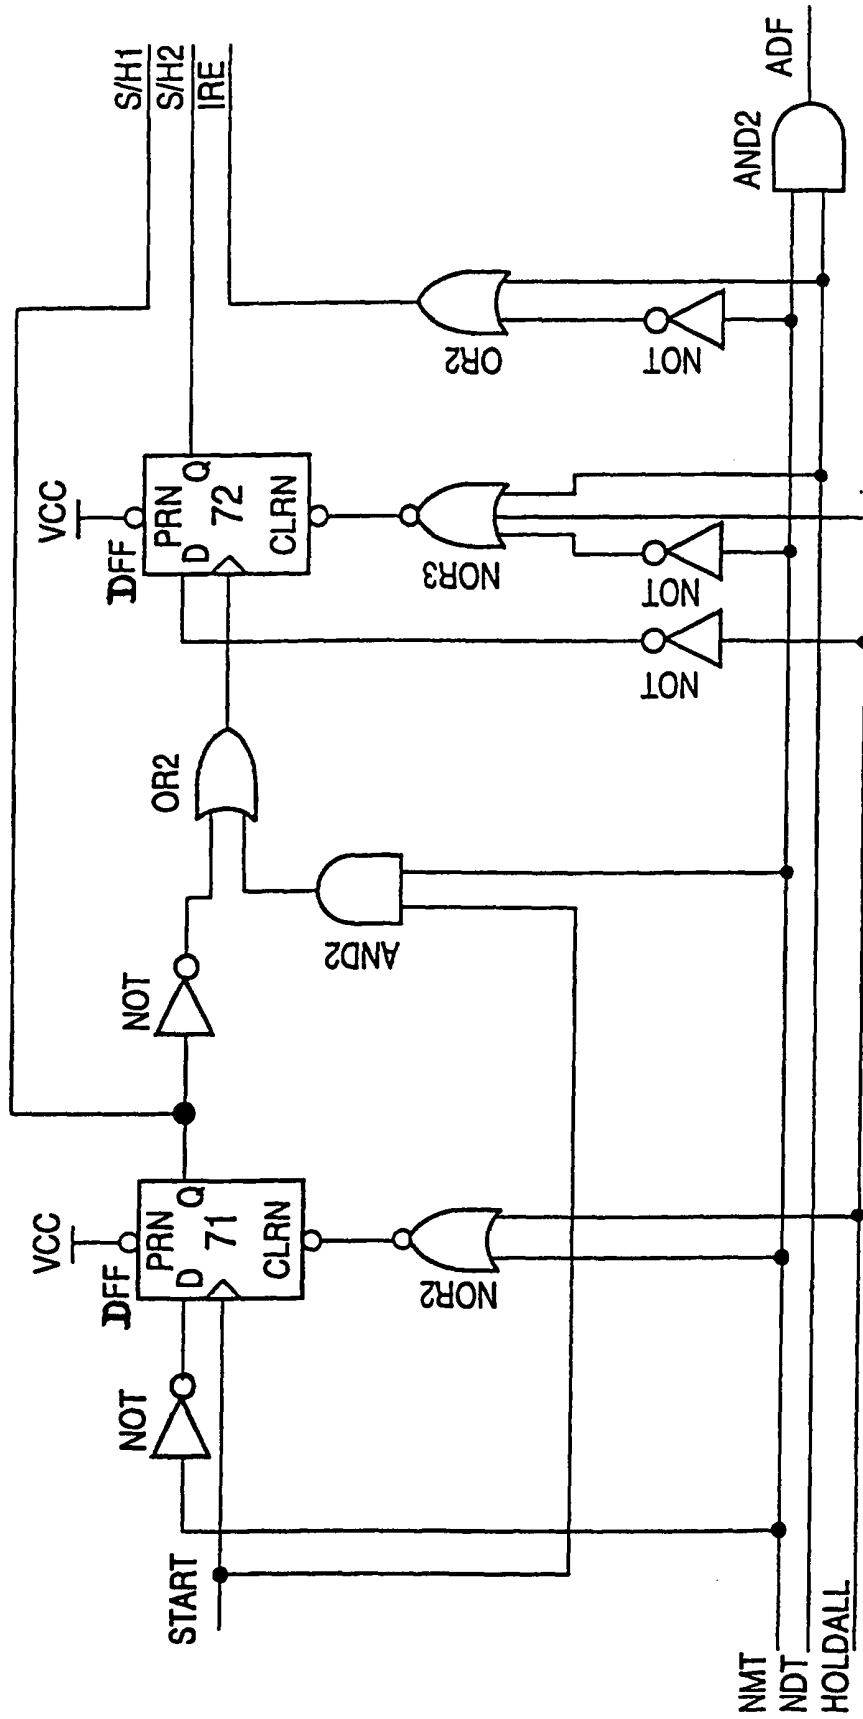 S/H1
S/H2
IRE
ADF
AND2
VCC
DFF
PRN
D
Q
72
CLRN
OR2
NOT
NOR3
NOT
NOT
OR2
NOT
AND2
VCC
DFF
PRN
D
Q
71
CLRN
NOR2
NOT
START
NMT
NDT
HOLDALL